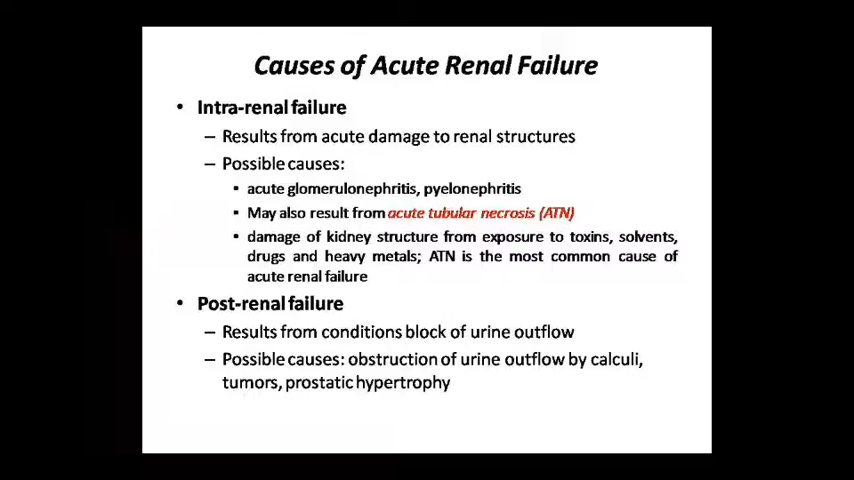 Causes of Acute Renal Failure
• Intra-renal failure
– Results from acute damage to renal structures
– Possible causes:
▪ acute glomerulonephritis, pyelonephritis
▪ May also result from acute tubular necrosis (ATN)
▪ damage of kidney structure from exposure to toxins, solvents,
drugs and heavy metals; ATN is the most common cause of
acute renal failure
• Post-renal failure
– Results from conditions block of urine outflow
– Possible causes: obstruction of urine outflow by calculi,
tumors, prostatic hypertrophy